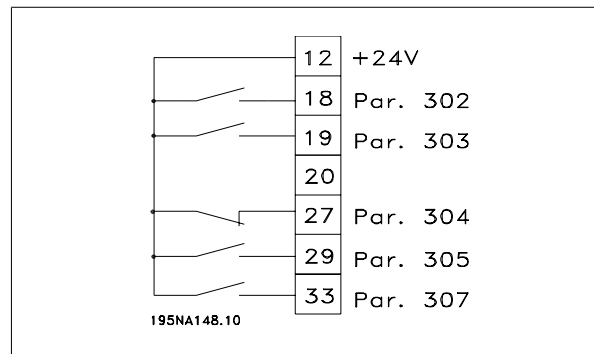 12 +24V
18 Par. 302
19 Par. 303
20
27 Par. 304
29 Par. 305
33 Par. 307
195NA148.10